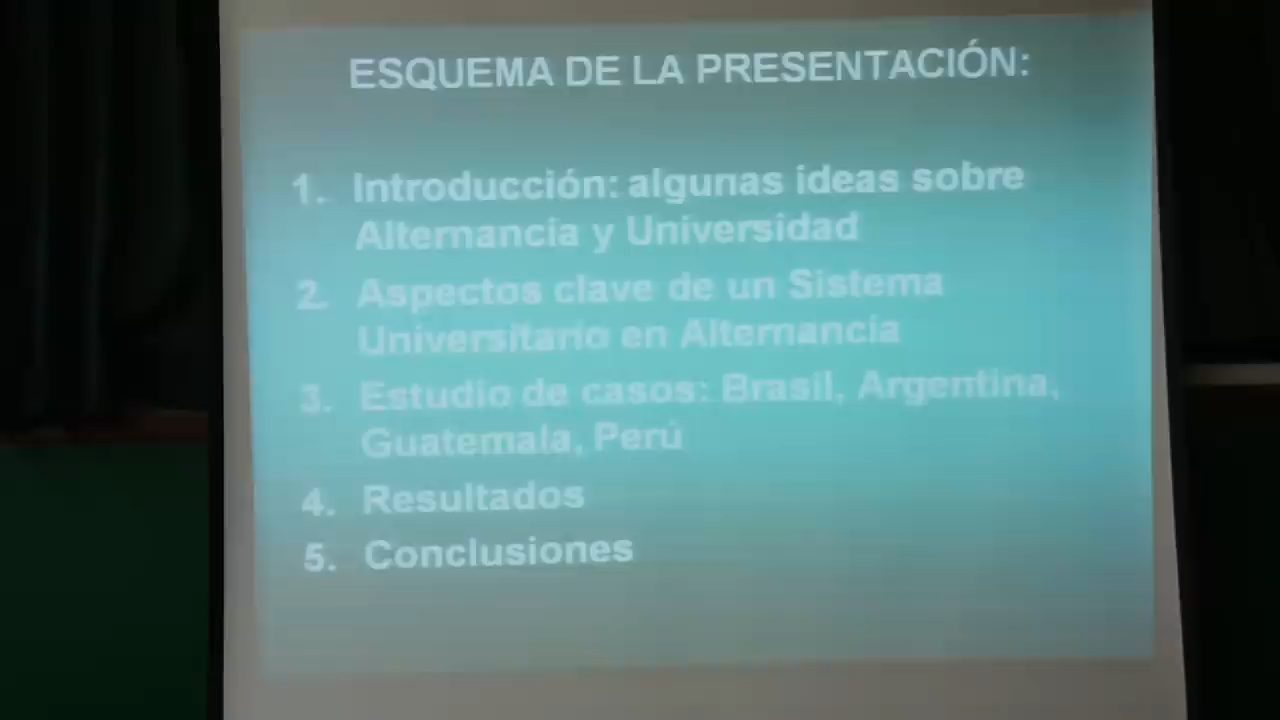 ESQUEMA DE LA PRESENTACIÓN:
1. Introducción: algunas ideas sobre
Alternancia y Universidad
2. Aspectos clave de un Sistema
Universitario en Alternancia
3. Estudio de casos: Brasil, Argentina,
Guatemala, Perú
4. Resultados
5. Conclusiones